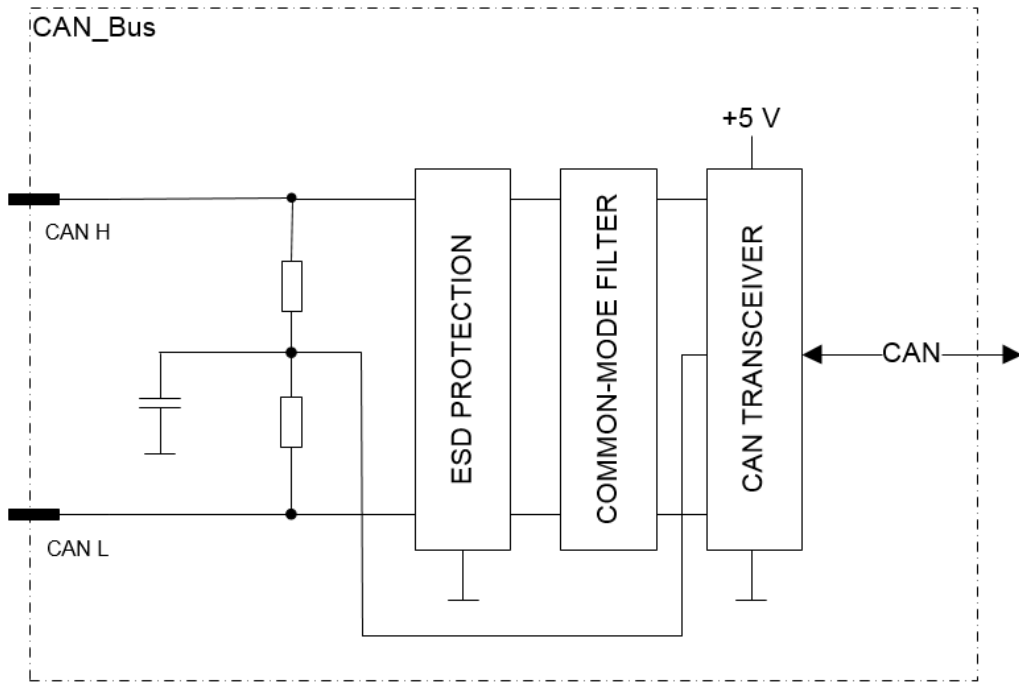 CAN_Bus
+5 V
CAN H
ESD PROTECTION
COMMON-MODE FILTER
CAN TRANSCEIVER
CAN
CAN L